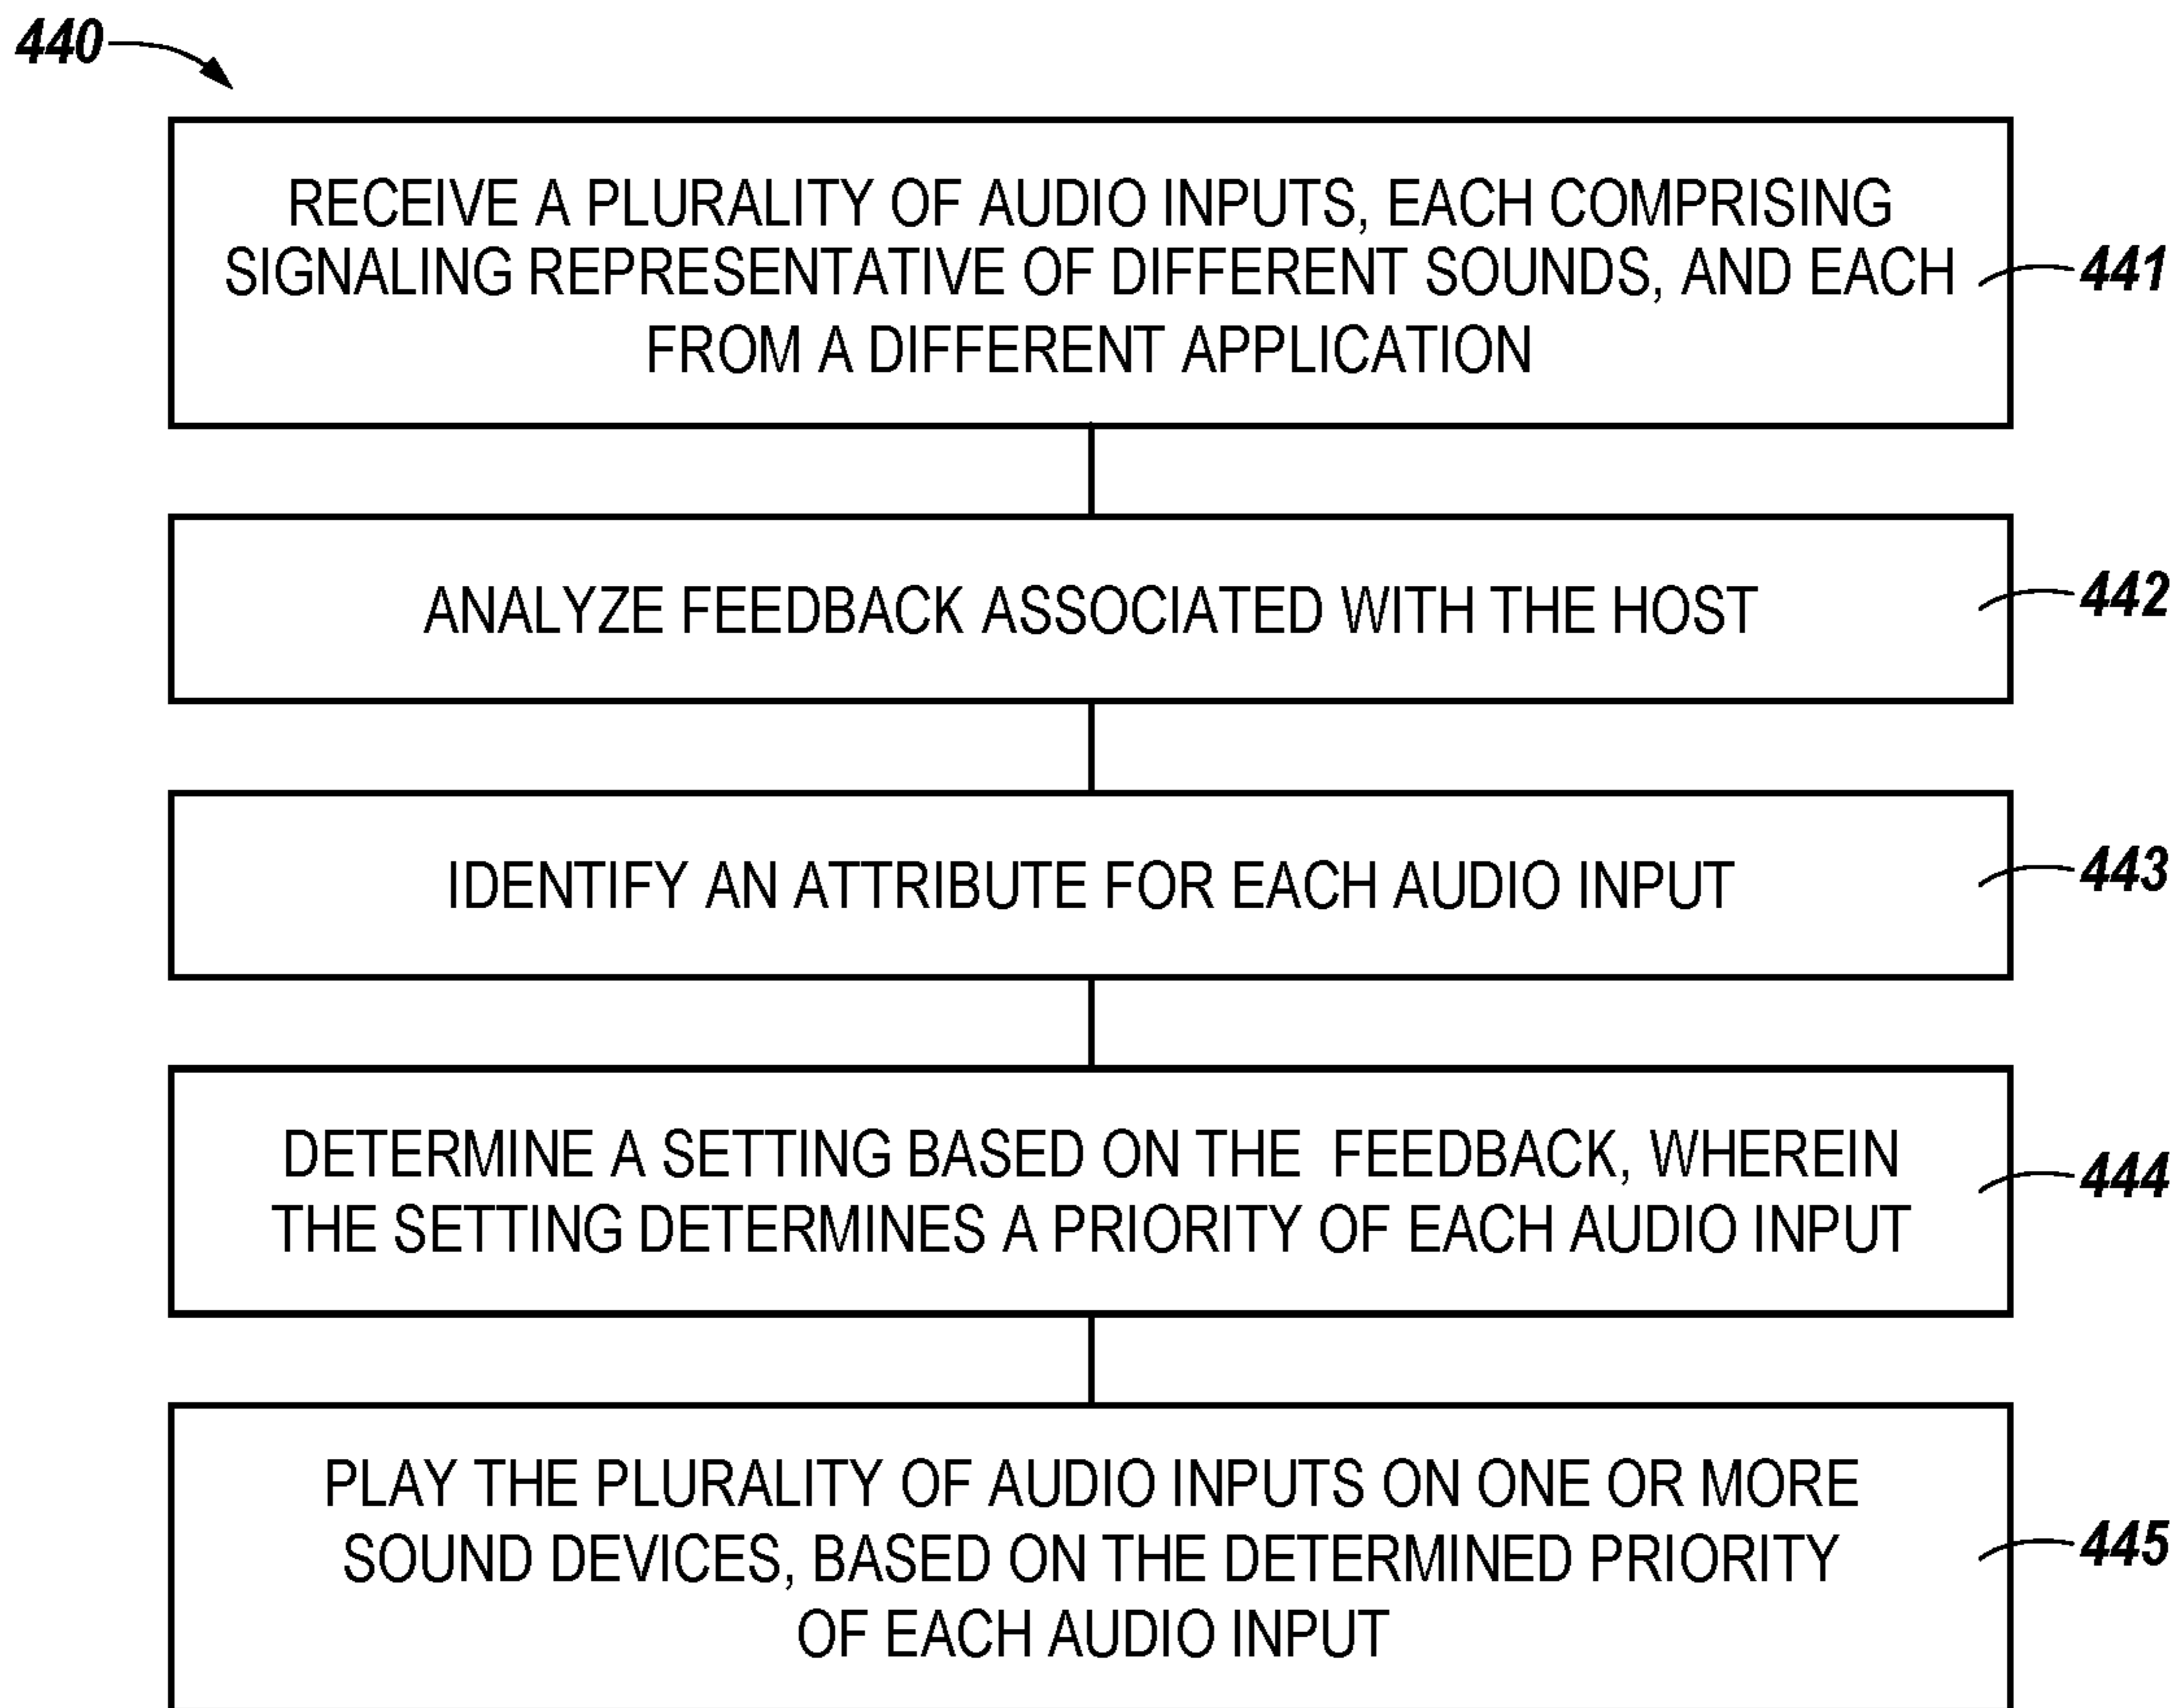 440
RECEIVE A PLURALITY OF AUDIO INPUTS, EACH COMPRISING
SIGNALING REPRESENTATIVE OF DIFFERENT SOUNDS, AND EACH
FROM A DIFFERENT APPLICATION
441
ANALYZE FEEDBACK ASSOCIATED WITH THE HOST
442
IDENTIFY AN ATTRIBUTE FOR EACH AUDIO INPUT
443
DETERMINE A SETTING BASED ON THE FEEDBACK, WHEREIN
THE SETTING DETERMINES A PRIORITY OF EACH AUDIO INPUT
444
PLAY THE PLURALITY OF AUDIO INPUTS ON ONE OR MORE
SOUND DEVICES, BASED ON THE DETERMINED PRIORITY
OF EACH AUDIO INPUT
445